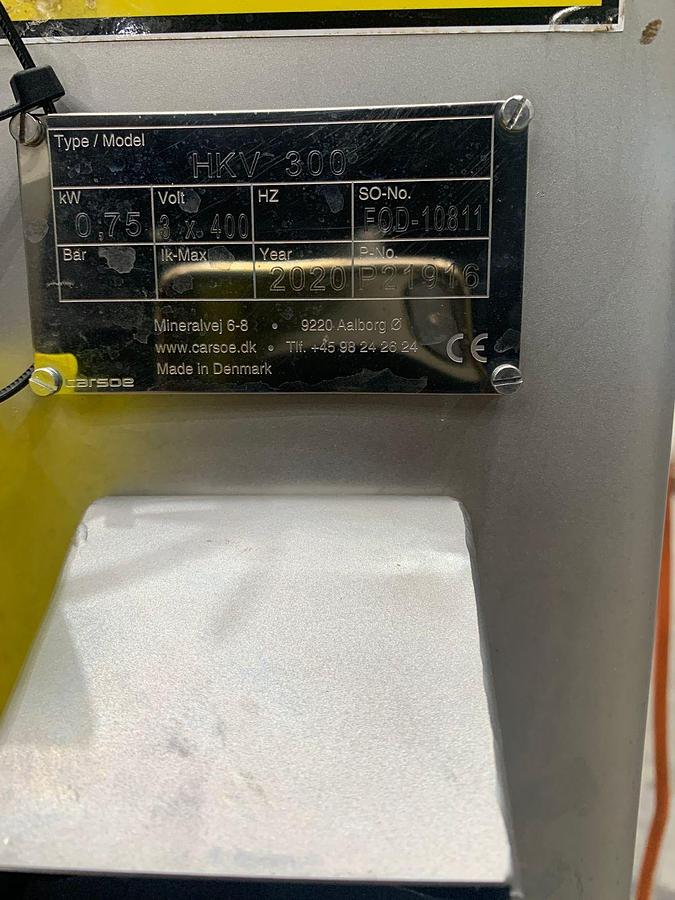 Type / Model
HKV 300
kW Volt HZ SO-No.
0,75 3 x 400 FOD-10811
Bar Ik-Max Year P-No.
2020 P21916
Mineralvej 6-8 • 9220 Aalborg Ø
www.carsoe.dk • Tlf. +45 98 24 26 24
CE
Made in Denmark
carsoe